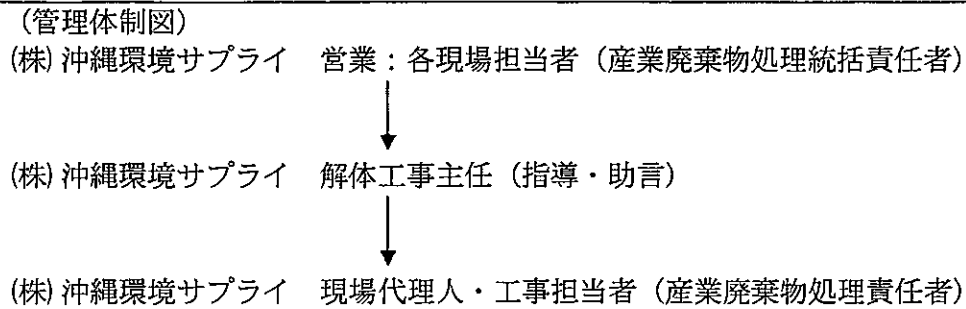 （管理体制図）
(株)沖縄環境サプライ　営業：各現場担当者（産業廃棄物処理統括責任者）
(株)沖縄環境サプライ　解体工事主任（指導・助言）
(株)沖縄環境サプライ　現場代理人・工事担当者（産業廃棄物処理責任者）